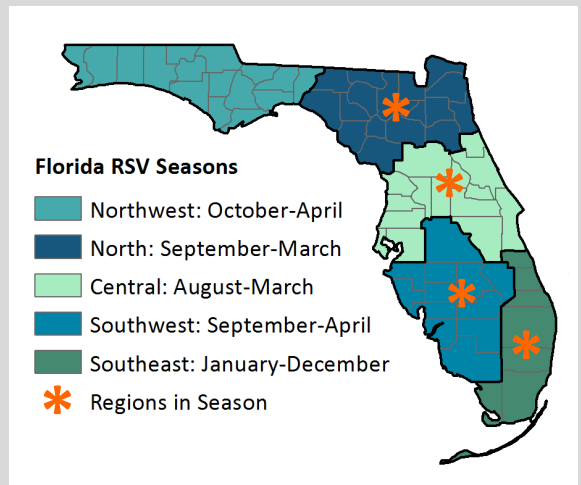 Florida RSV Seasons
Northwest: October-April
North: September-March
Central: August-March
Southwest: September-April
Southeast: January-December
Regions in Season